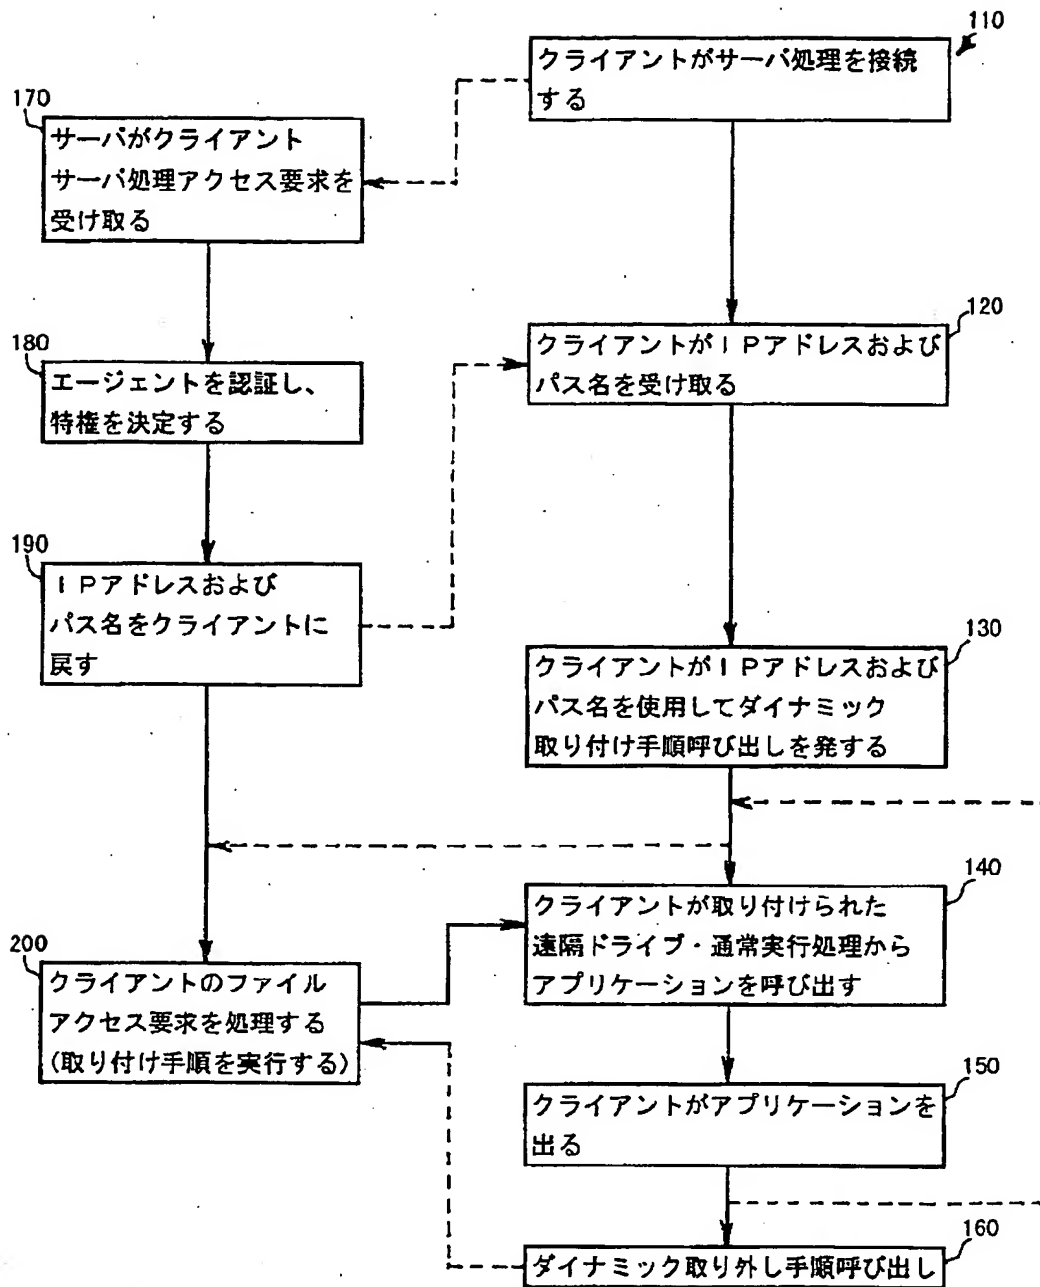 110
クライアントがサーバ処理を接続
する
170
サーバがクライアント
サーバ処理アクセス要求を
受け取る
120
クライアントがIPアドレスおよび
パス名を受け取る
180
エージェントを認証し、
特権を決定する
190
IPアドレスおよび
パス名をクライアントに
戻す
130
クライアントがIPアドレスおよび
パス名を使用してダイナミック
取り付け手順呼び出しを発する
140
クライアントが取り付けられた
遠隔ドライブ・通常実行処理から
アプリケーションを呼び出す
200
クライアントのファイル
アクセス要求を処理する
(取り付け手順を実行する)
150
クライアントがアプリケーションを
出る
160
ダイナミック取り外し手順呼び出し